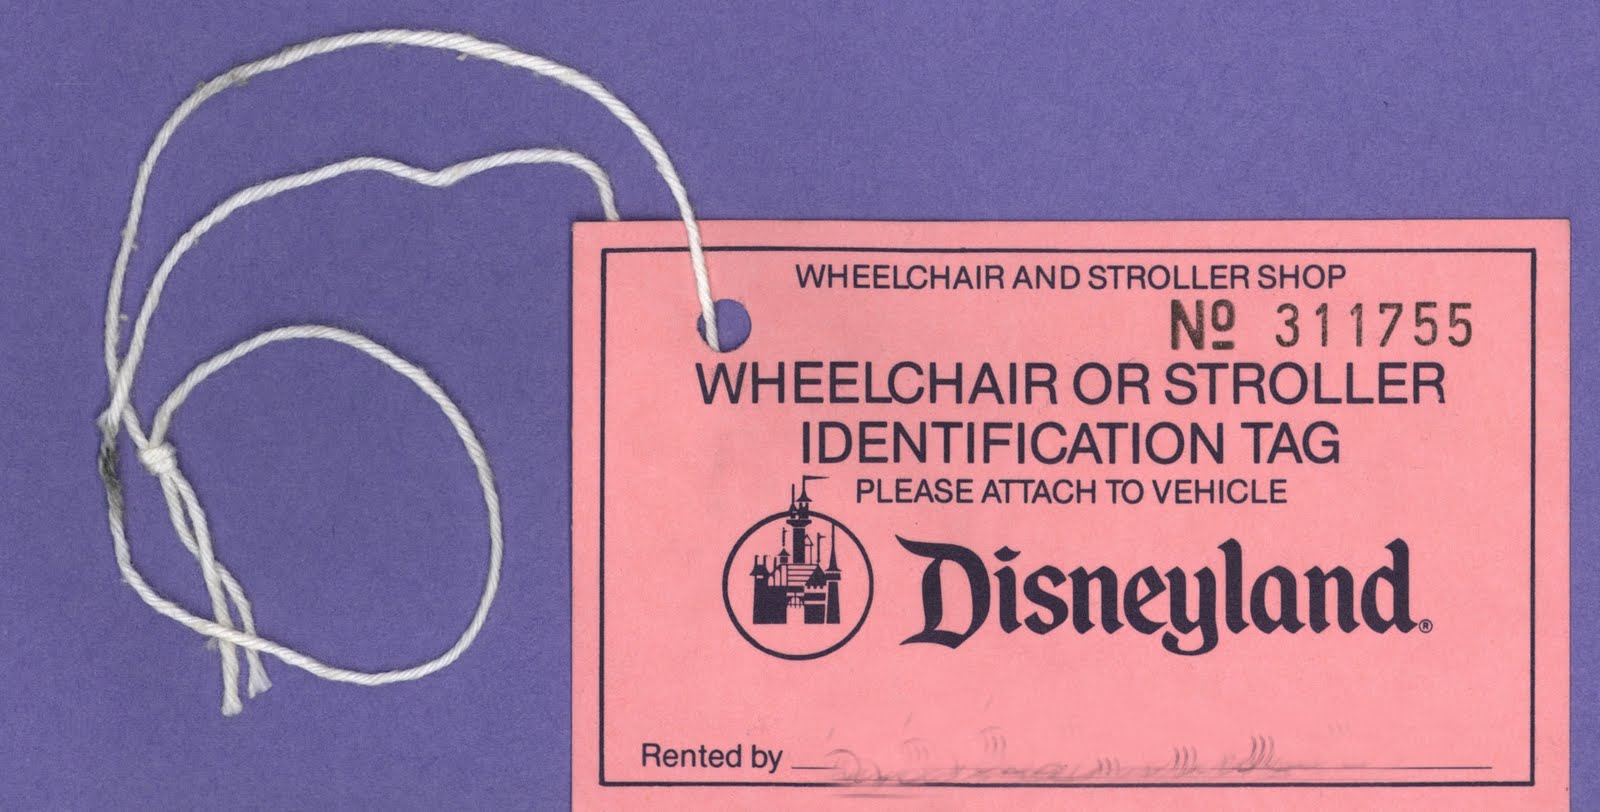 WHEELCHAIR AND STROLLER SHOP
Nº 311755
WHEELCHAIR OR STROLLER
IDENTIFICATION TAG
PLEASE ATTACH TO VEHICLE
Disneyland®
Rented by